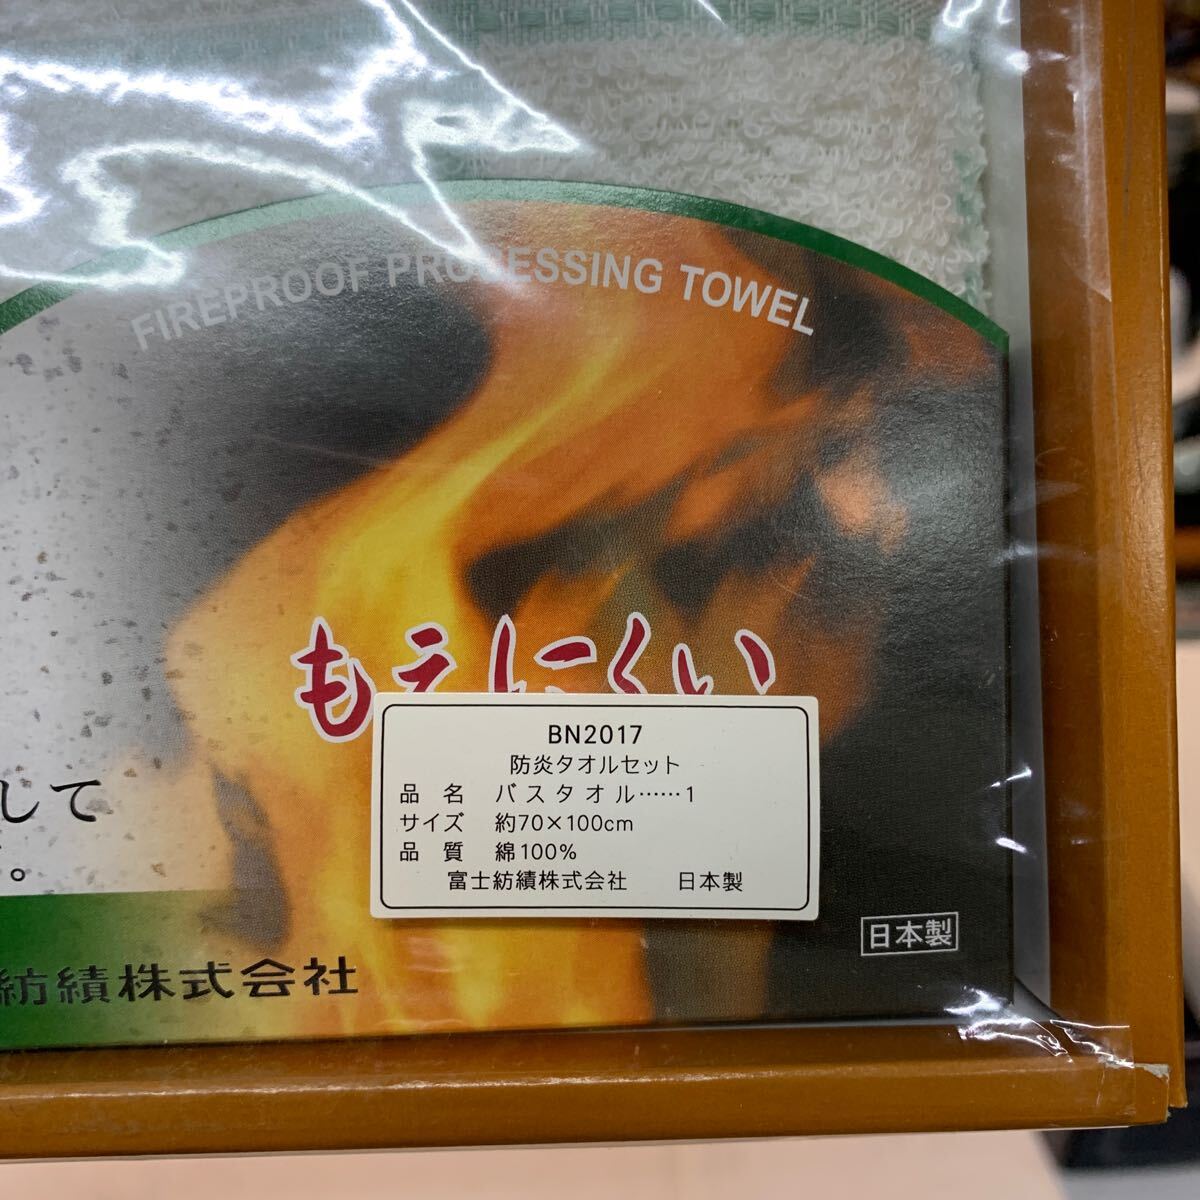 FIREPROOF PROCESSING TOWEL
もえにくい
して
。
BN2017
防炎タオルセット
品 名 バスタオル……1
サイズ 約70×100cm
品 質 綿100%
富士紡績株式会社 日本製
日本製
紡績株式会社